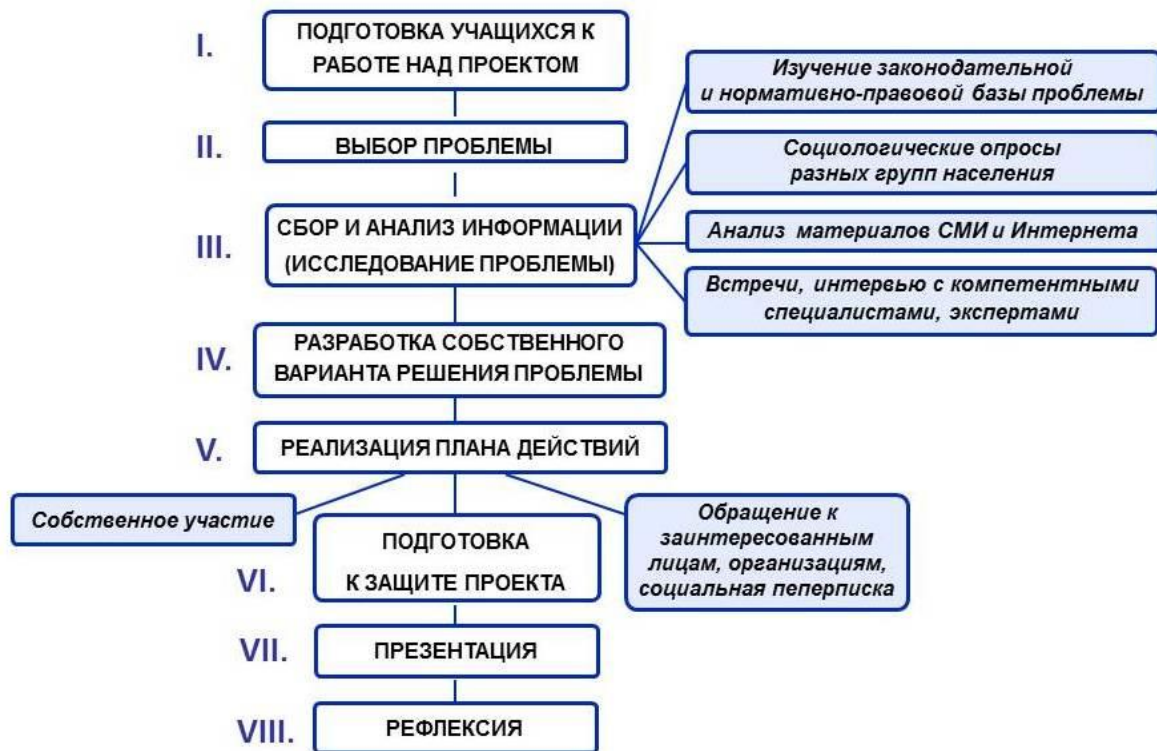 I.
ПОДГОТОВКА УЧАЩИХСЯ К
РАБОТЕ НАД ПРОЕКТОМ
II.
ВЫБОР ПРОБЛЕМЫ
III.
СБОР И АНАЛИЗ ИНФОРМАЦИИ
(ИССЛЕДОВАНИЕ ПРОБЛЕМЫ)
Изучение законодательной
и нормативно-правовой базы проблемы
Социологические опросы
разных групп населения
Анализ материалов СМИ и Интернета
Встречи, интервью с компетентными
специалистами, экспертами
IV.
РАЗРАБОТКА СОБСТВЕННОГО
ВАРИАНТА РЕШЕНИЯ ПРОБЛЕМЫ
V.
РЕАЛИЗАЦИЯ ПЛАНА ДЕЙСТВИЙ
Собственное участие
Обращение к
заинтересованным
лицам, организациям,
социальная пеперписка
VI.
ПОДГОТОВКА
К ЗАЩИТЕ ПРОЕКТА
VII.
ПРЕЗЕНТАЦИЯ
VIII.
РЕФЛЕКСИЯ